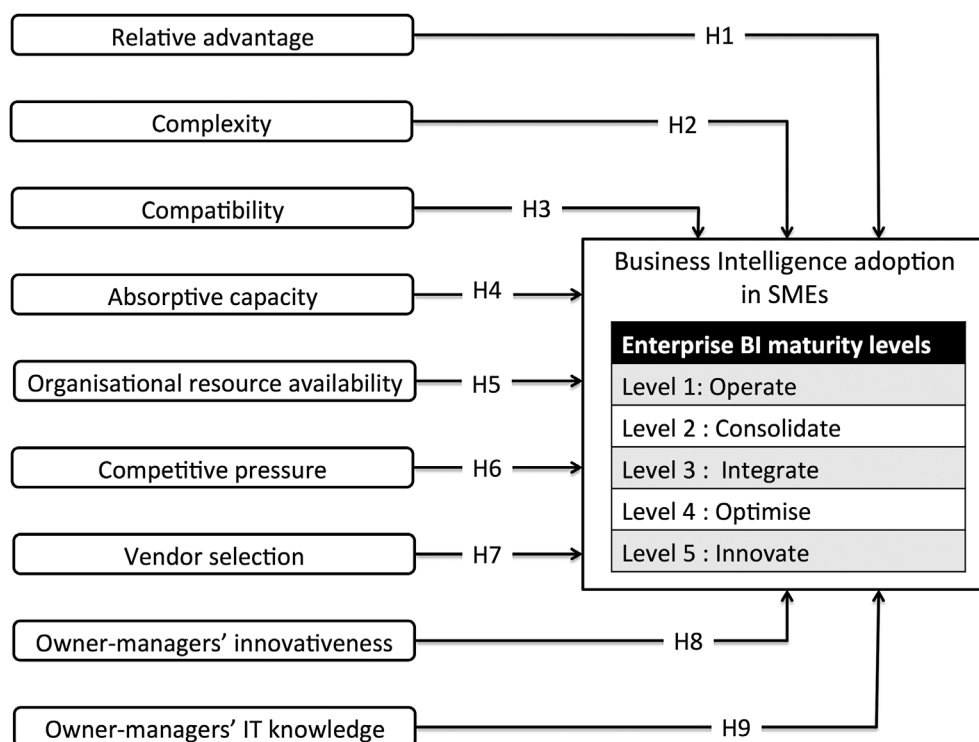 Relative advantage
H1
Complexity
H2
Compatibility
H3
Business Intelligence adoption
in SMEs
Absorptive capacity
H4
Enterprise BI maturity levels
Organisational resource availability
H5
Level 1: Operate
Level 2 : Consolidate
Competitive pressure
H6
Level 3 : Integrate
Level 4 : Optimise
Vendor selection
H7
Level 5 : Innovate
Owner-managers’ innovativeness
H8
Owner-managers’ IT knowledge
H9